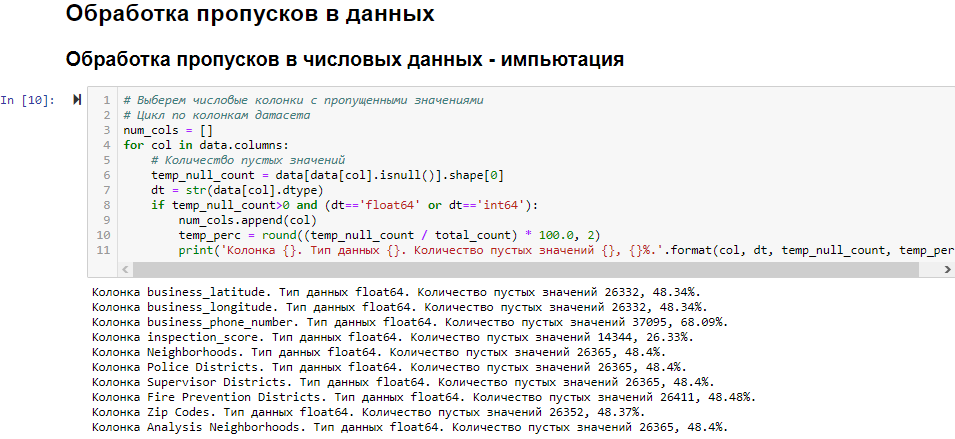 Обработка пропусков в данных
Обработка пропусков в числовых данных - импьютация
In [10]:
1 # Выберем числовые колонки с пропущенными значениями
2 # Цикл по колонкам датасета
3 num_cols = []
4 for col in data.columns:
5     # Количество пустых значений
6     temp_null_count = data[data[col].isnull()].shape[0]
7     dt = str(data[col].dtype)
8     if temp_null_count>0 and (dt=='float64' or dt=='int64'):
9         num_cols.append(col)
10         temp_perc = round((temp_null_count / total_count) * 100.0, 2)
11         print('Колонка {}. Тип данных {}. Количество пустых значений {}, {}%.'.format(col, dt, temp_null_count, temp_per
Колонка business_latitude. Тип данных float64. Количество пустых значений 26332, 48.34%.
Колонка business_longitude. Тип данных float64. Количество пустых значений 26332, 48.34%.
Колонка business_phone_number. Тип данных float64. Количество пустых значений 37095, 68.09%.
Колонка inspection_score. Тип данных float64. Количество пустых значений 14344, 26.33%.
Колонка Neighborhoods. Тип данных float64. Количество пустых значений 26365, 48.4%.
Колонка Police Districts. Тип данных float64. Количество пустых значений 26365, 48.4%.
Колонка Supervisor Districts. Тип данных float64. Количество пустых значений 26365, 48.4%.
Колонка Fire Prevention Districts. Тип данных float64. Количество пустых значений 26411, 48.48%.
Колонка Zip Codes. Тип данных float64. Количество пустых значений 26352, 48.37%.
Колонка Analysis Neighborhoods. Тип данных float64. Количество пустых значений 26365, 48.4%.